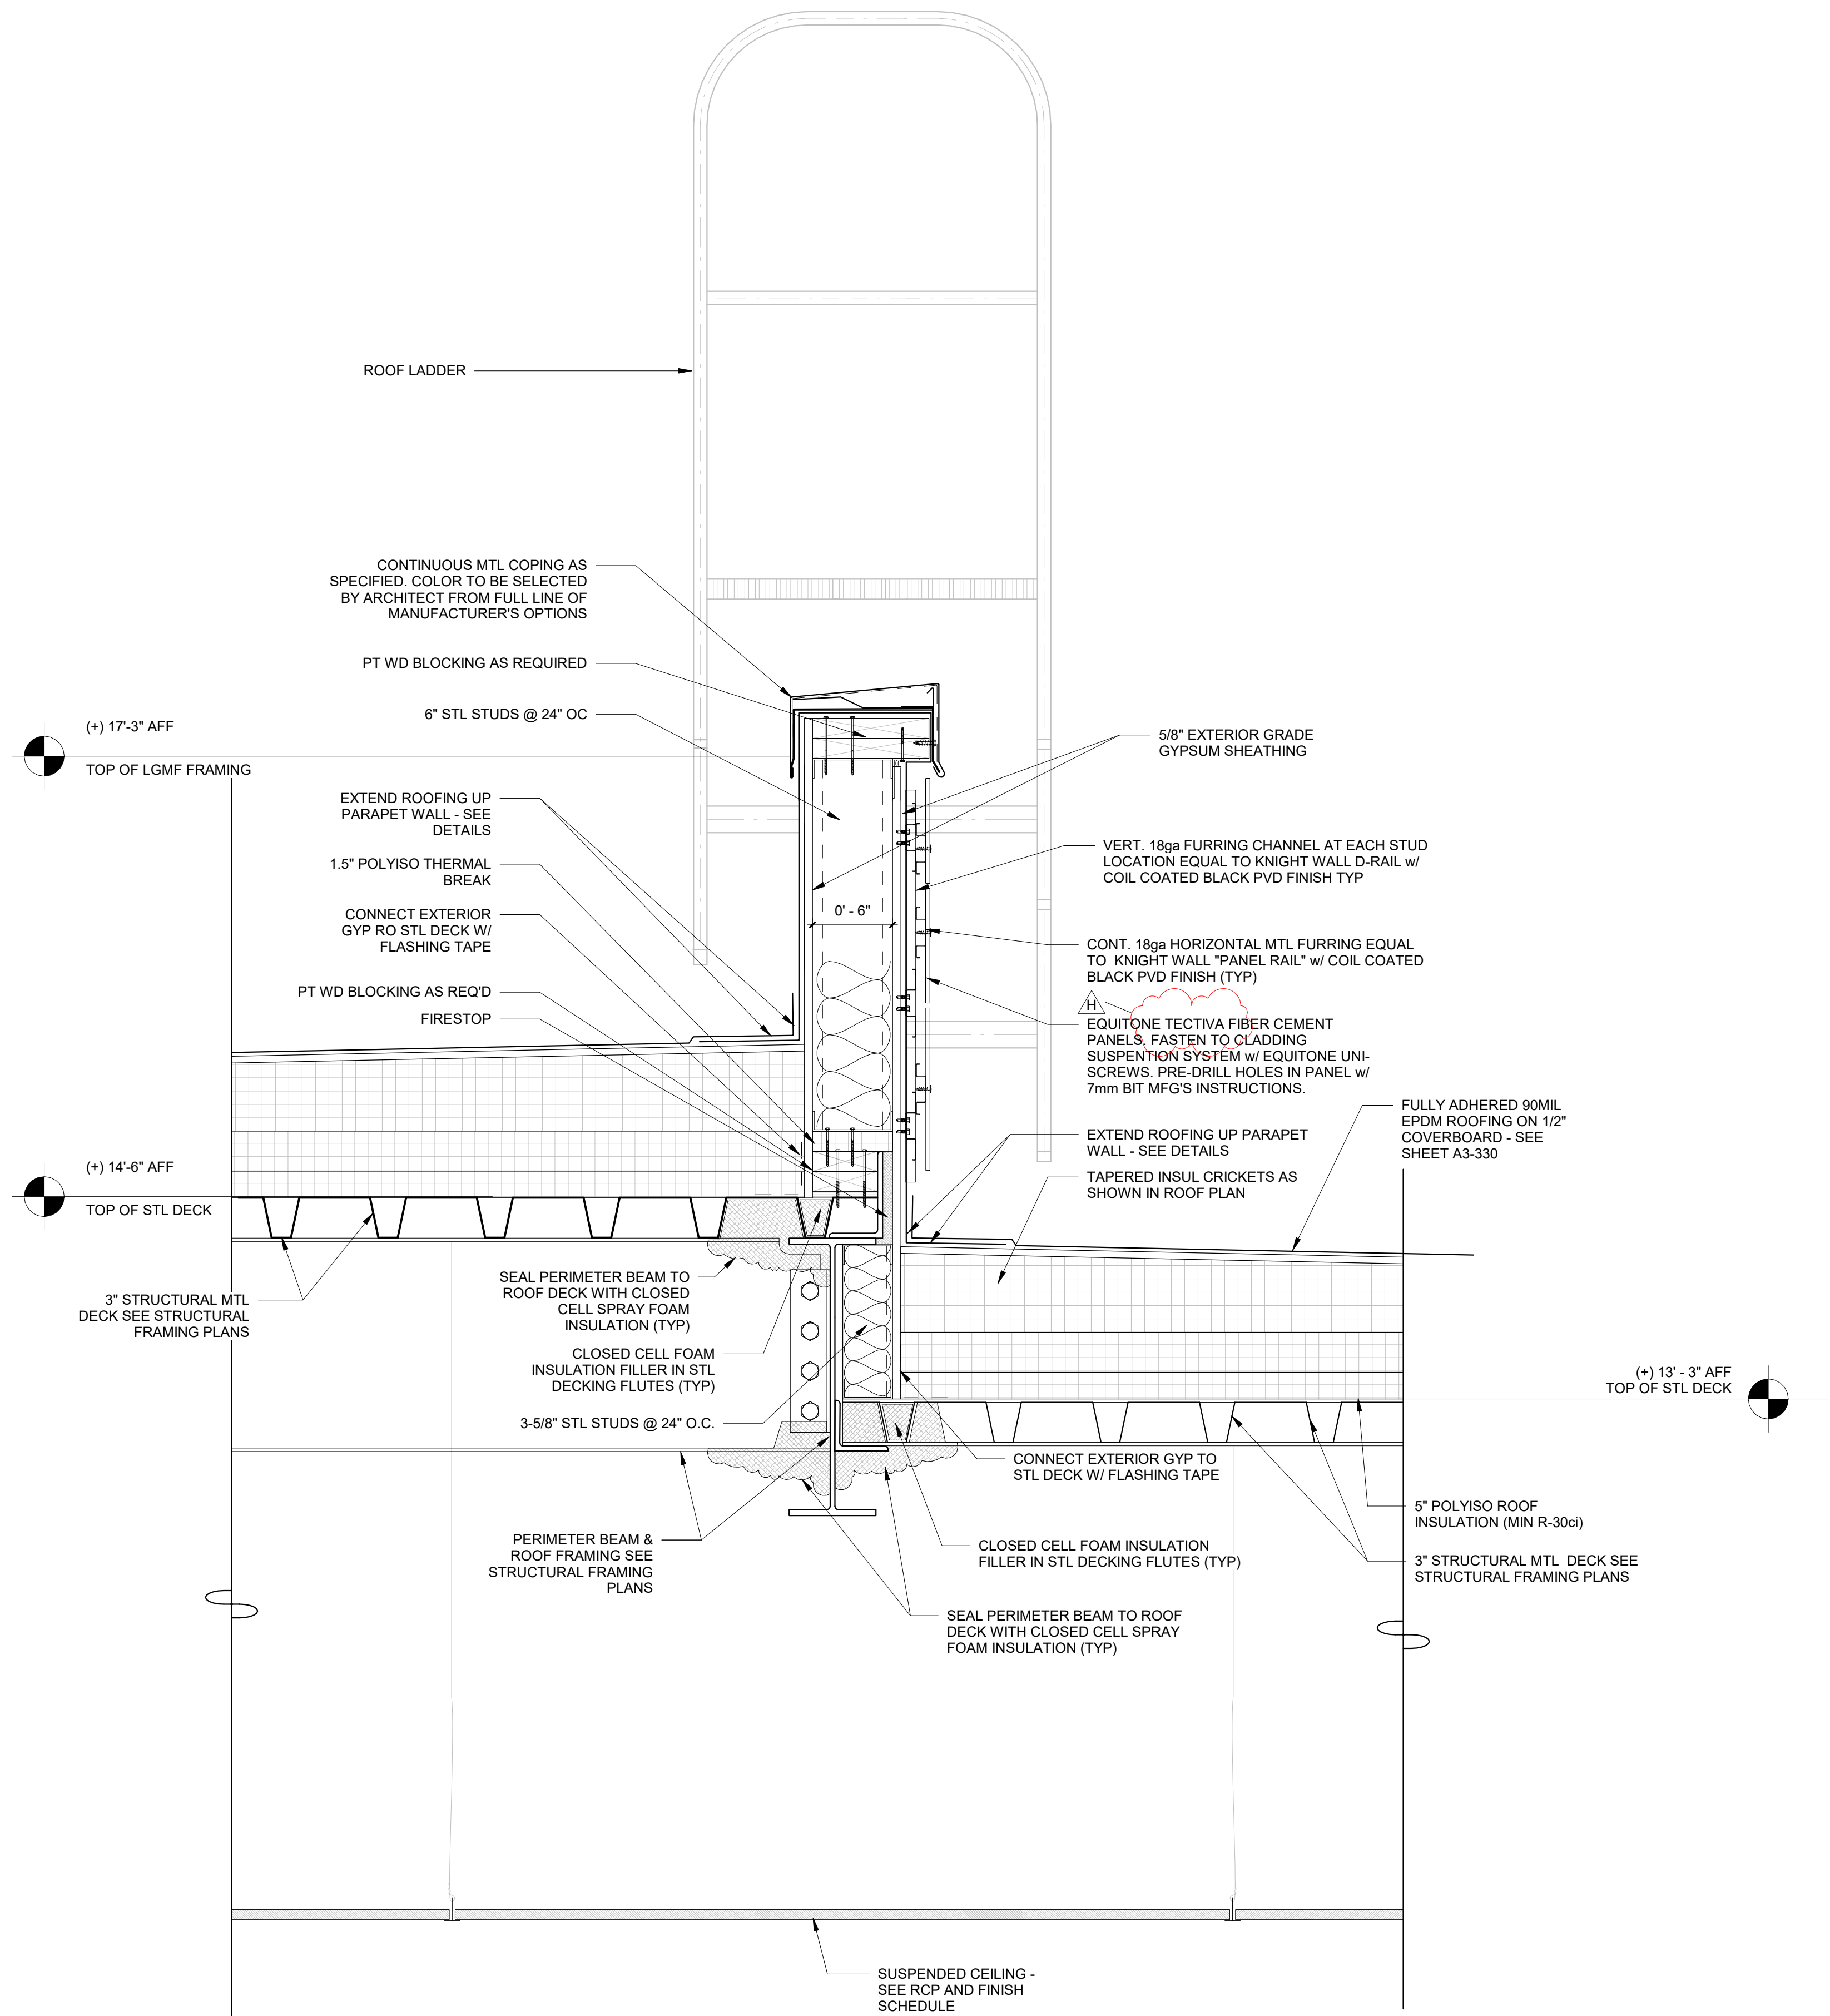 ROOF LADDER
CONTINUOUS MTL COPING AS
SPECIFIED. COLOR TO BE SELECTED
BY ARCHITECT FROM FULL LINE OF
MANUFACTURER'S OPTIONS
PT WD BLOCKING AS REQUIRED
6" STL STUDS @ 24" OC
(+) 17'-3" AFF
TOP OF LGMF FRAMING
EXTEND ROOFING UP
PARAPET WALL - SEE
DETAILS
1.5" POLYISO THERMAL
BREAK
CONNECT EXTERIOR
GYP RO STL DECK W/
FLASHING TAPE
PT WD BLOCKING AS REQ'D
FIRESTOP
(+) 14'-6" AFF
TOP OF STL DECK
3" STRUCTURAL MTL
DECK SEE STRUCTURAL
FRAMING PLANS
SEAL PERIMETER BEAM TO
ROOF DECK WITH CLOSED
CELL SPRAY FOAM
INSULATION (TYP)
CLOSED CELL FOAM
INSULATION FILLER IN STL
DECKING FLUTES (TYP)
3-5/8" STL STUDS @ 24" O.C.
PERIMETER BEAM &
ROOF FRAMING SEE
STRUCTURAL FRAMING
PLANS
0' - 6"
5/8" EXTERIOR GRADE
GYPSUM SHEATHING
VERT. 18ga FURRING CHANNEL AT EACH STUD
LOCATION EQUAL TO KNIGHT WALL D-RAIL w/
COIL COATED BLACK PVD FINISH TYP
CONT. 18ga HORIZONTAL MTL FURRING EQUAL
TO KNIGHT WALL "PANEL RAIL" w/ COIL COATED
BLACK PVD FINISH (TYP)
H
EQUITONE TECTIVA FIBER CEMENT
PANELS, FASTEN TO CLADDING
SUSPENTION SYSTEM w/ EQUITONE UNI-
SCREWS. PRE-DRILL HOLES IN PANEL w/
7mm BIT MFG'S INSTRUCTIONS.
FULLY ADHERED 90MIL
EPDM ROOFING ON 1/2"
COVERBOARD - SEE
SHEET A3-330
EXTEND ROOFING UP PARAPET
WALL - SEE DETAILS
TAPERED INSUL CRICKETS AS
SHOWN IN ROOF PLAN
(+) 13' - 3" AFF
TOP OF STL DECK
CONNECT EXTERIOR GYP TO
STL DECK W/ FLASHING TAPE
5" POLYISO ROOF
INSULATION (MIN R-30ci)
CLOSED CELL FOAM INSULATION
FILLER IN STL DECKING FLUTES (TYP)
3" STRUCTURAL MTL DECK SEE
STRUCTURAL FRAMING PLANS
SEAL PERIMETER BEAM TO ROOF
DECK WITH CLOSED CELL SPRAY
FOAM INSULATION (TYP)
SUSPENDED CEILING -
SEE RCP AND FINISH
SCHEDULE